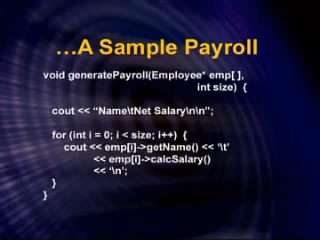 …A Sample Payroll
void generatePayroll(Employee* emp[ ],
int size) {
cout << “Name\tNet Salary\n\n”;
for (int i = 0; i < size; i++) {
cout << emp[i]->getName() << ‘\t’
<< emp[i]->calcSalary()
<< ‘\n’;
}
}